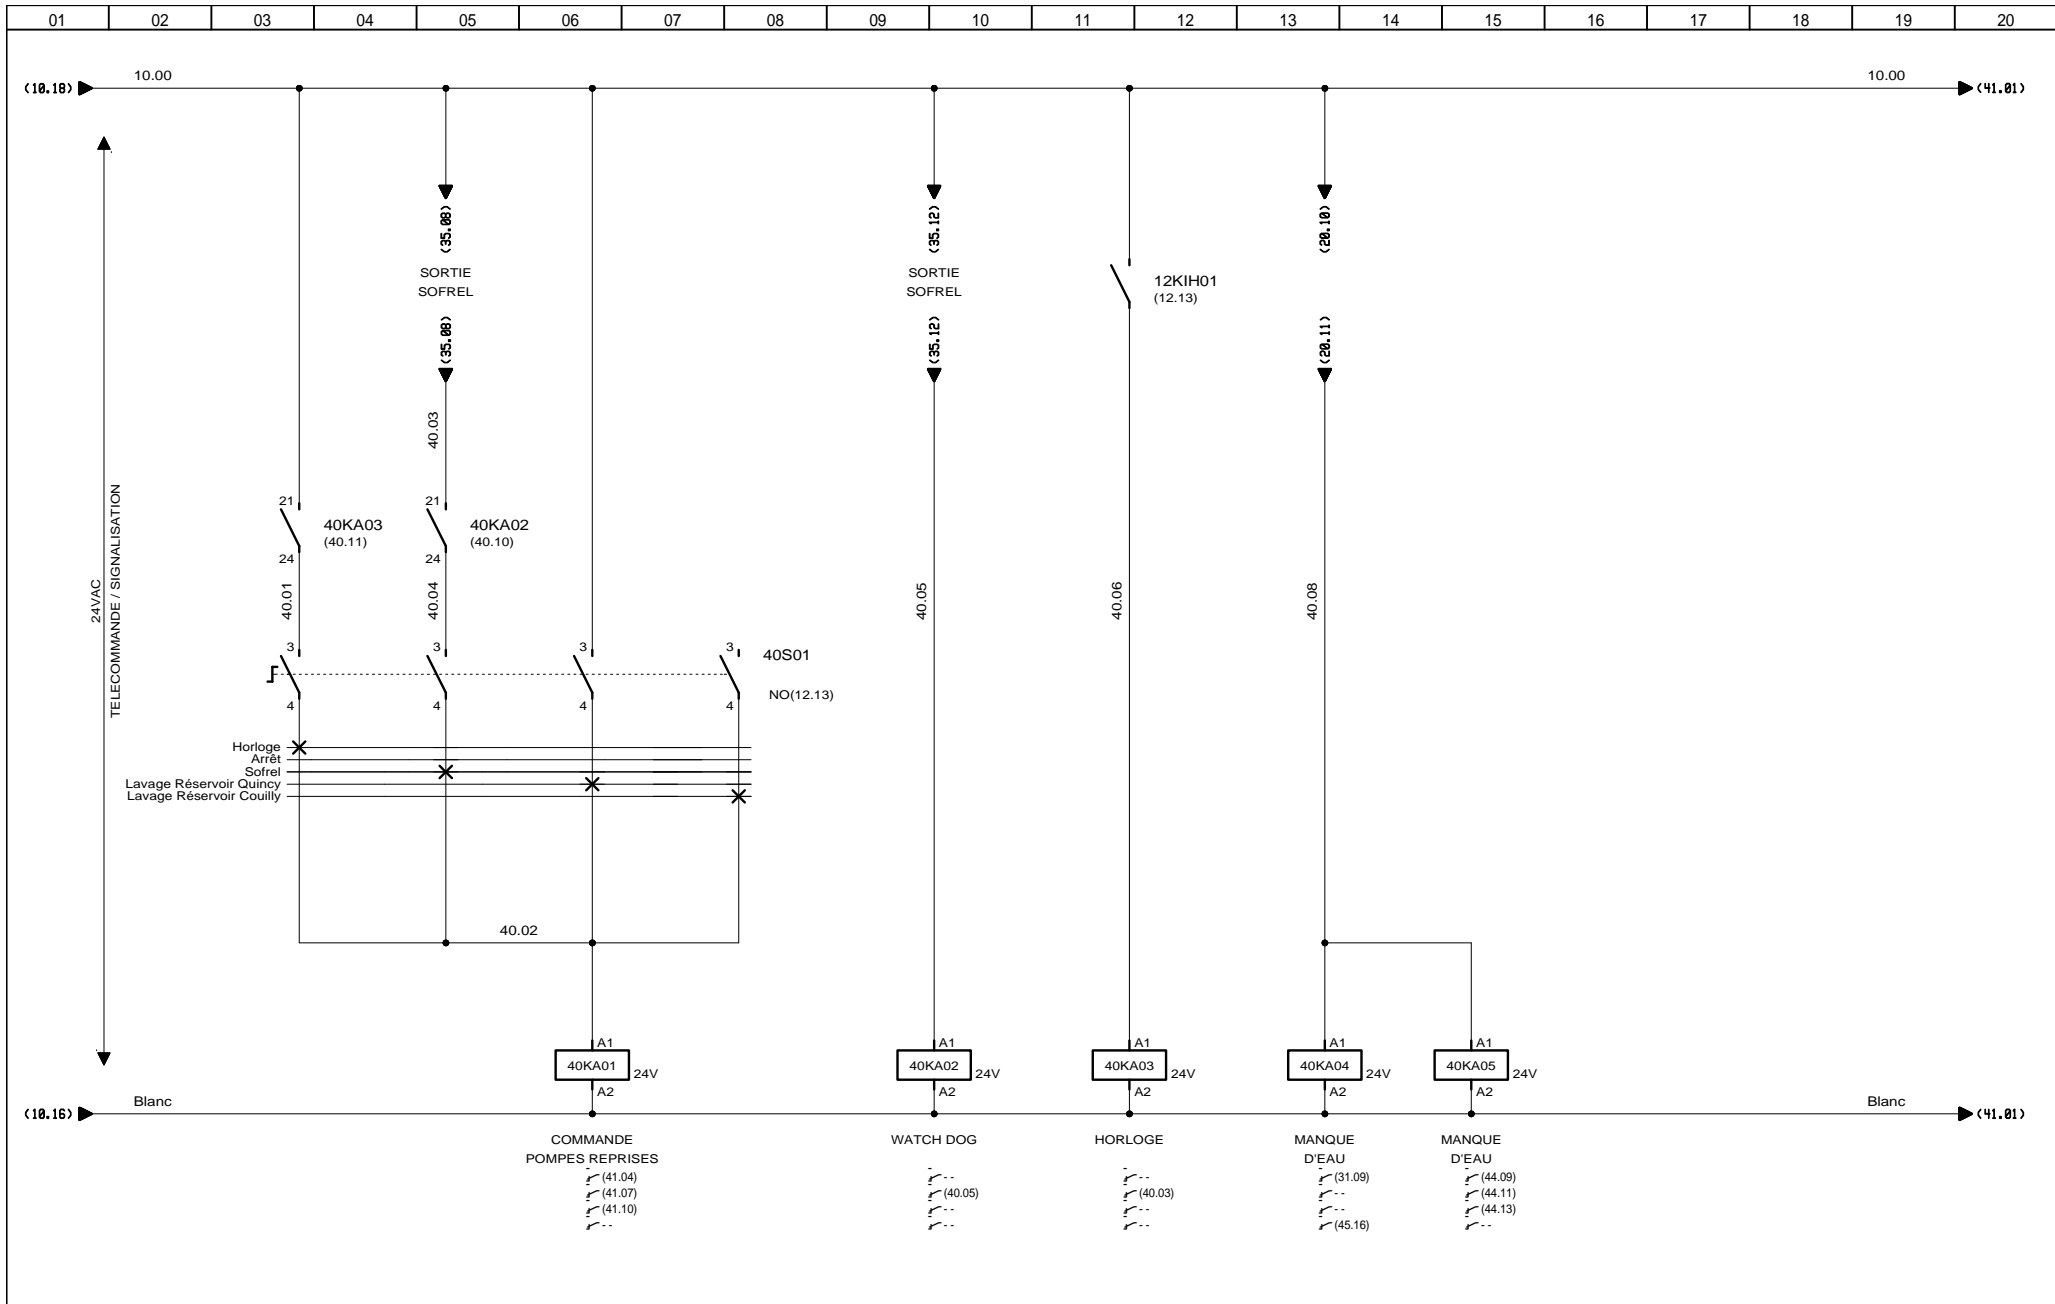 01 02 03 04 05 06 07 08 09 10 11 12 13 14 15 16 17 18 19 20
10.00 10.00
(10.18) (41.01)
(35.08) (35.12) (20.10)
SORTIE SORTIE
SOFREL SOFREL
12KIH01
(12.13)
(35.08) (35.12) (20.11)
40.03
24VAC
TELECOMMANDE / SIGNALISATION
21 21
40KA03 40KA02
(40.11) (40.10)
24 24
40.01 40.04 40.05 40.06 40.08
3 3 3 3 40S01
NO(12.13)
4 4 4 4
Horloge
Arrêt
Sofrel
Lavage Réservoir Quincy
Lavage Réservoir Couilly
40.02
A1 A1 A1 A1 A1
40KA01 24V 40KA02 24V 40KA03 24V 40KA04 24V 40KA05 24V
A2 A2 A2 A2 A2
Blanc Blanc
(10.16) (41.01)
COMMANDE WATCH DOG HORLOGE MANQUE MANQUE
POMPES REPRISES D'EAU D'EAU
(41.04) -- -- (31.09) (44.09)
(41.07) (40.05) (40.03) -- (44.11)
(41.10) -- -- -- (44.13)
-- -- -- (45.16) --